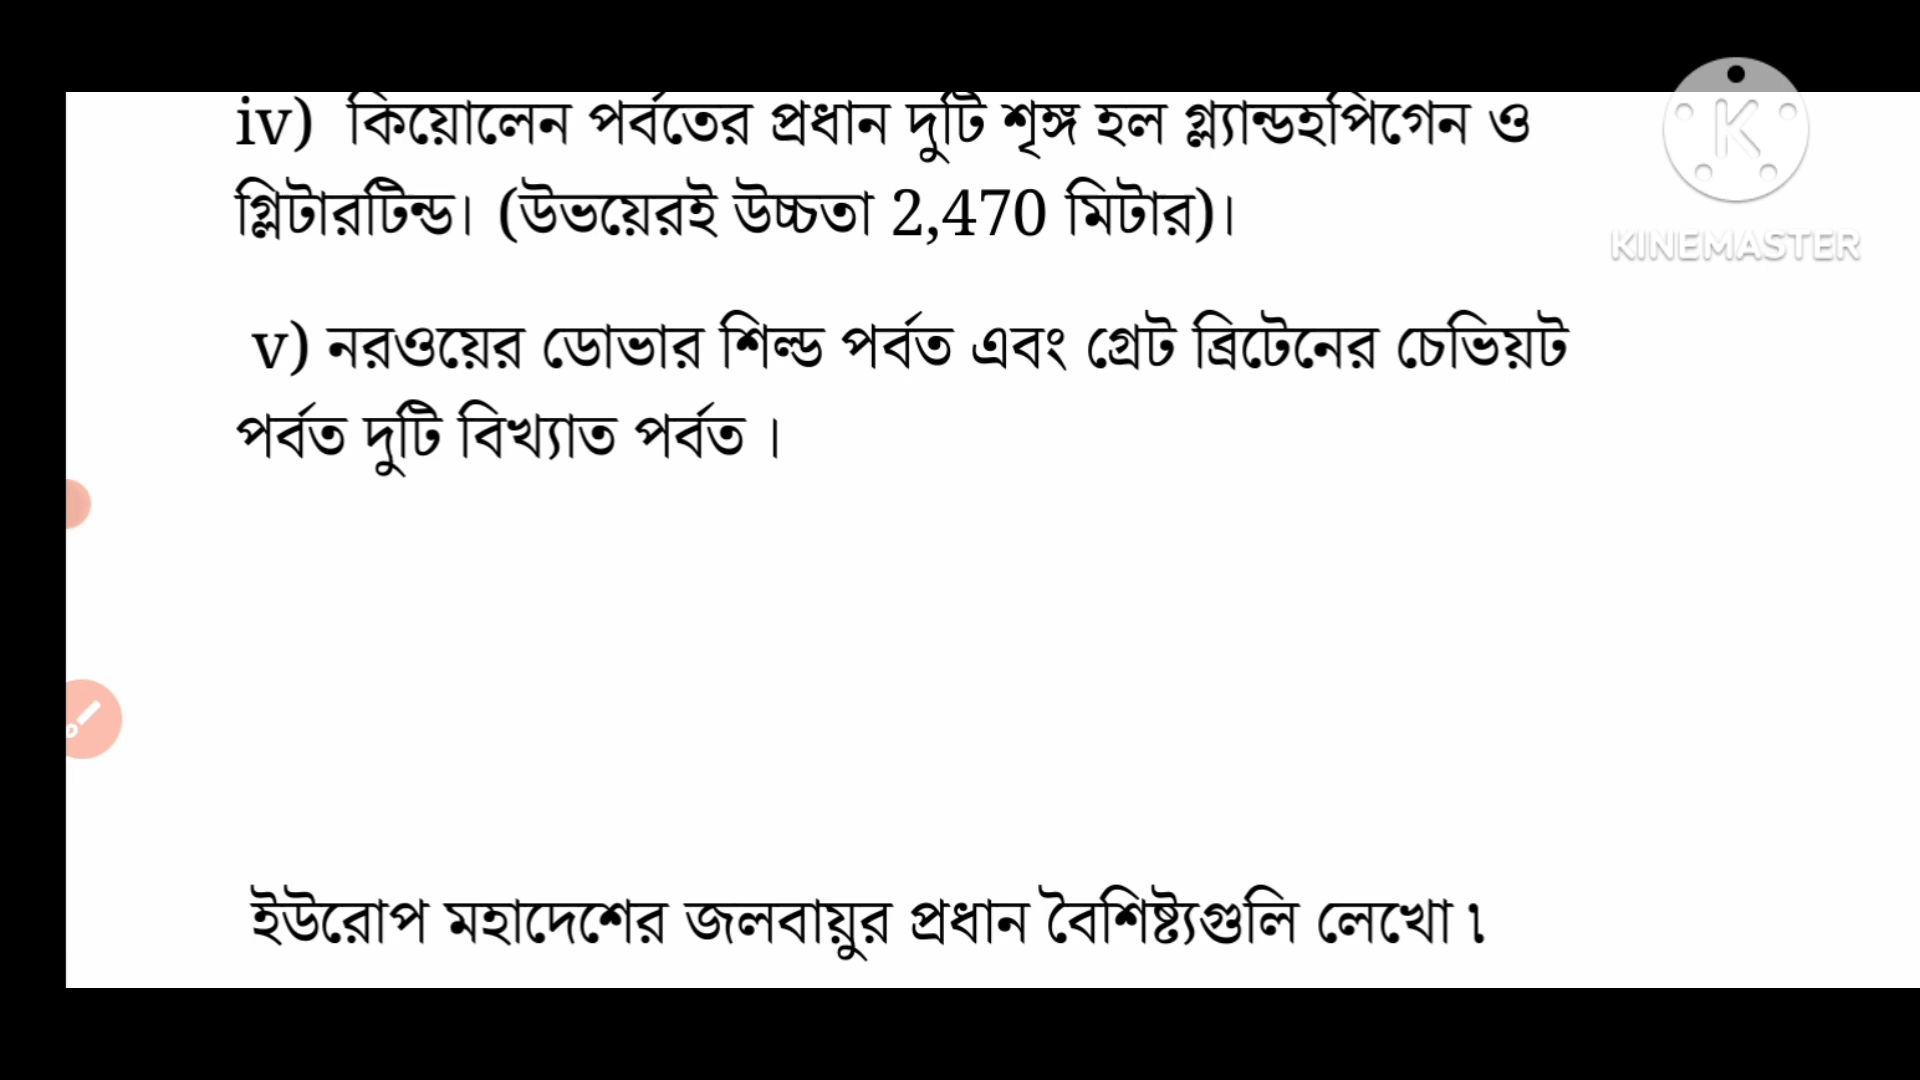 iv) কিয়োলেন পর্বতের প্রধান দুটি শৃঙ্গ হল গ্ল্যান্ডহপিগেন ও
গ্লিটারটিন্ড। (উভয়েরই উচ্চতা 2,470 মিটার)।
v) নরওয়ের ডোভার শিল্ড পর্বত এবং গ্রেট ব্রিটেনের চেভিয়ট
পর্বত দুটি বিখ্যাত পর্বত ।
ইউরোপ মহাদেশের জলবায়ুর প্রধান বৈশিষ্ট্যগুলি লেখো ৷
K
KINEMASTER